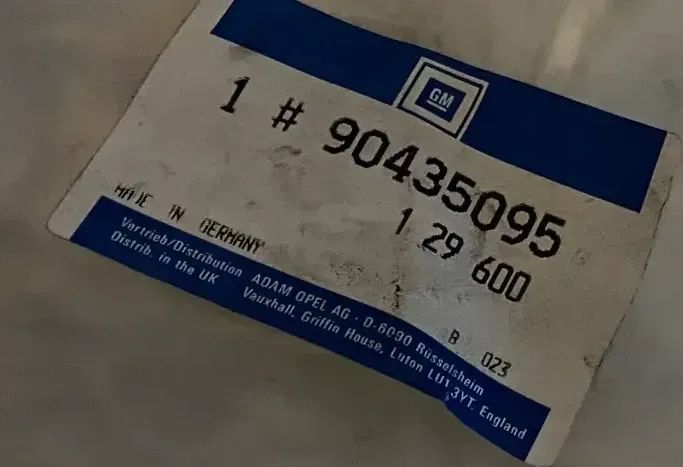 GM
1 # 90435095
1 29 600
MADE IN GERMANY
B 023
Vertrieb/Distribution ADAM OPEL AG · D-6090 Rüsselsheim
Distrib. in the UK Vauxhall, Griffin House, Luton LU1 3YT. England